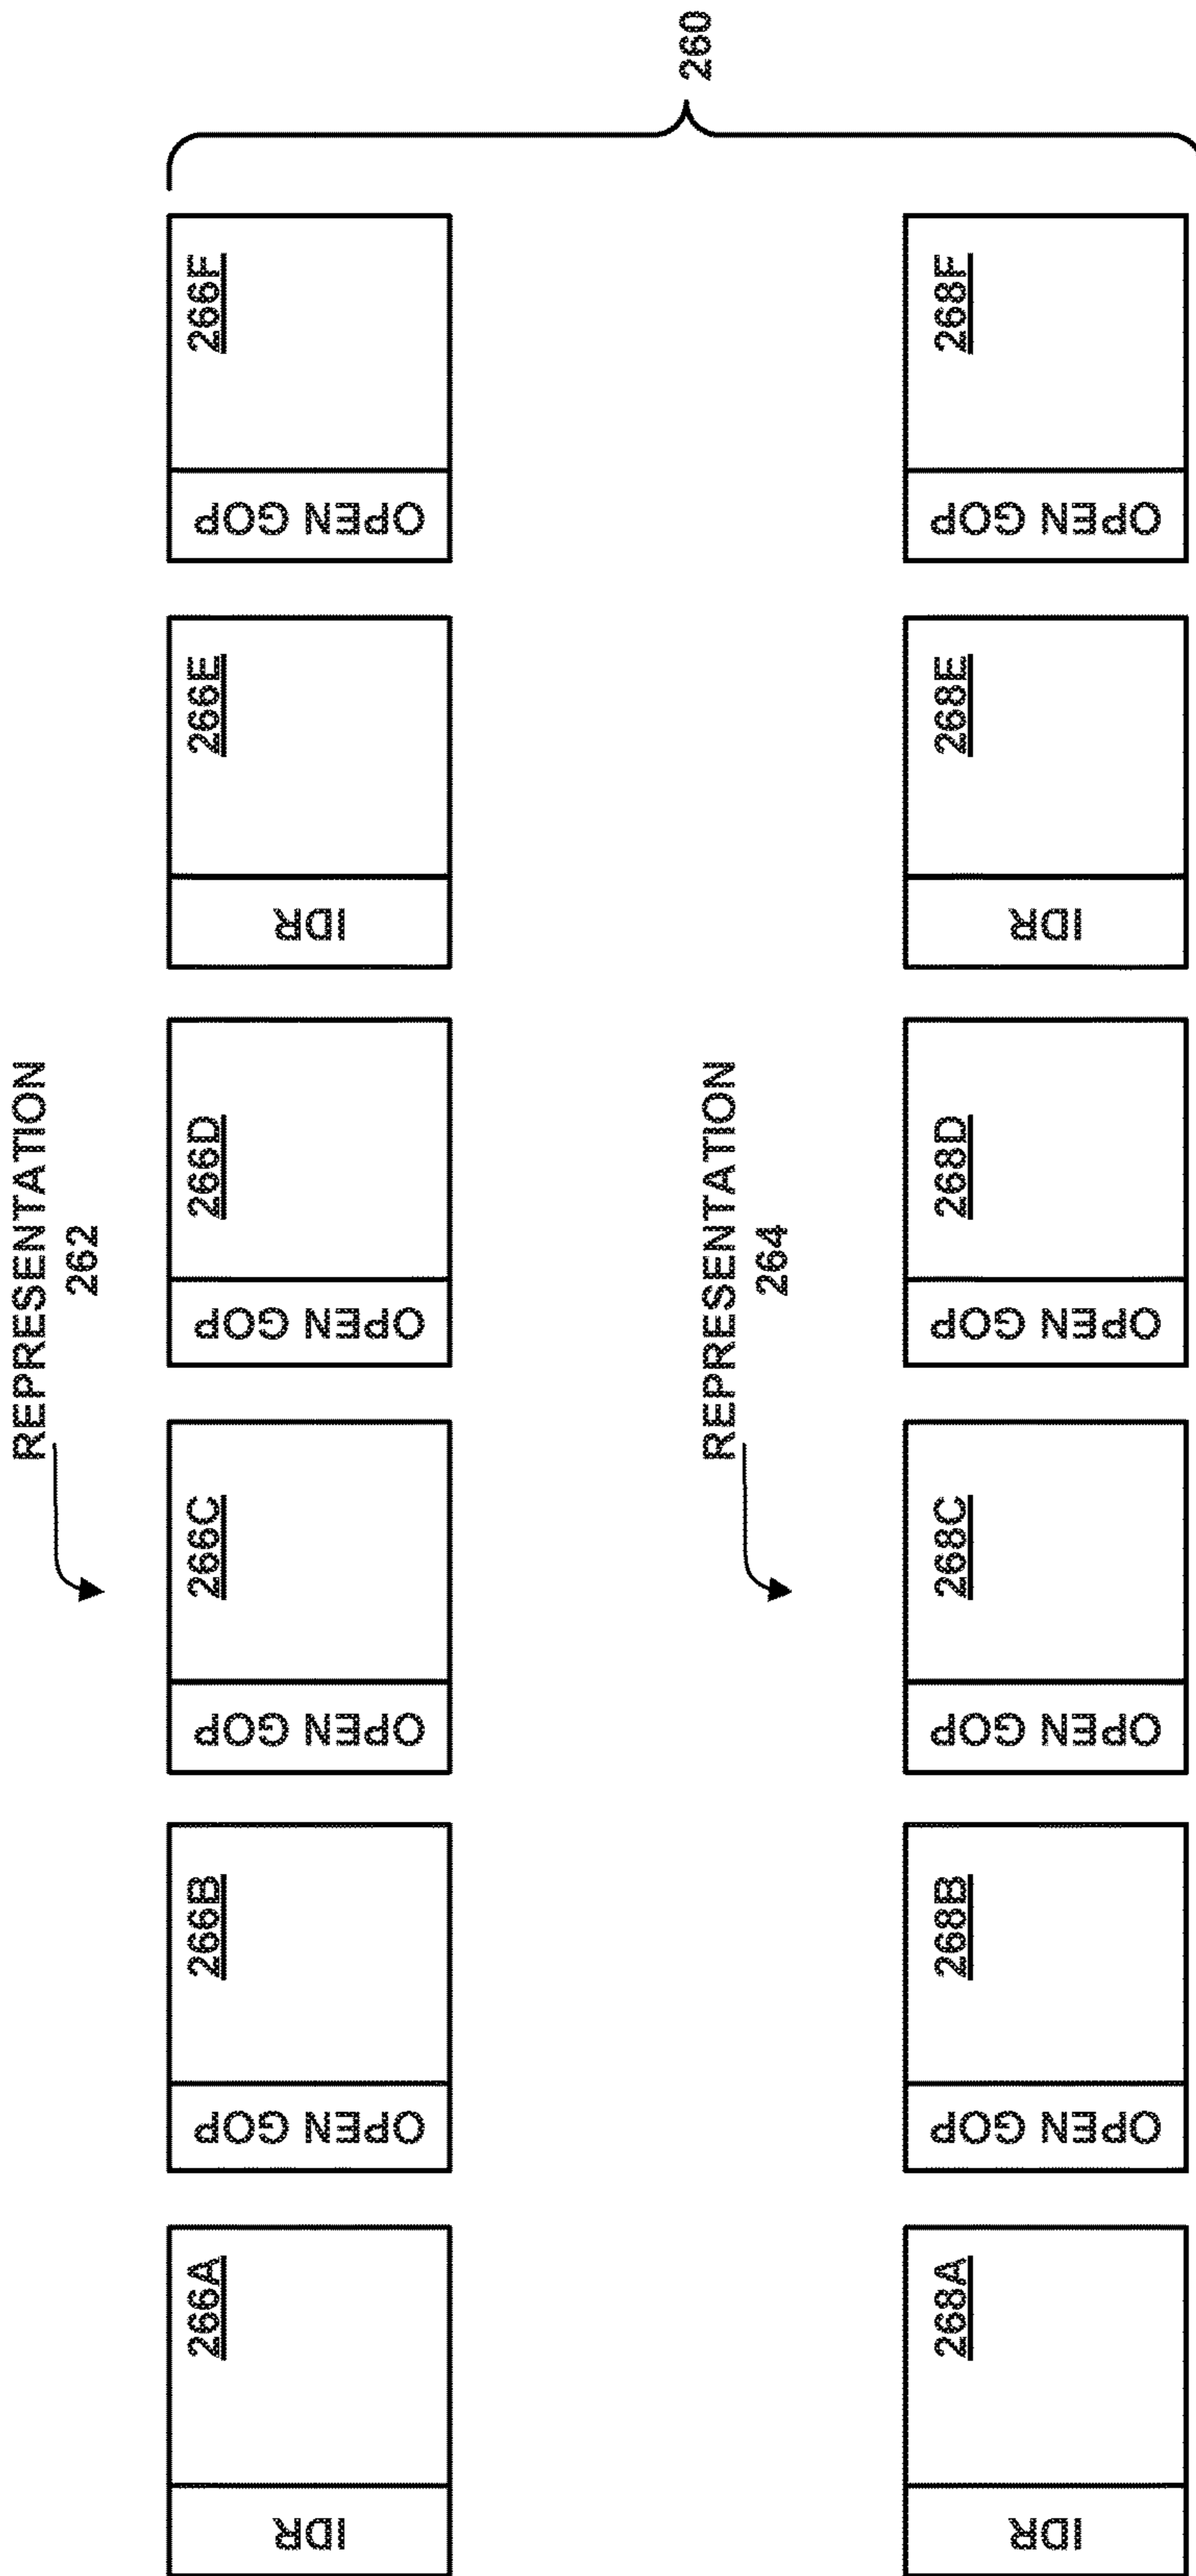 REPRESENTATION
262
IDR
266A
OPEN GOP
266B
OPEN GOP
266C
OPEN GOP
266D
IDR
266E
OPEN GOP
266F
REPRESENTATION
264
IDR
268A
OPEN GOP
268B
OPEN GOP
268C
OPEN GOP
268D
IDR
268E
OPEN GOP
268F
260